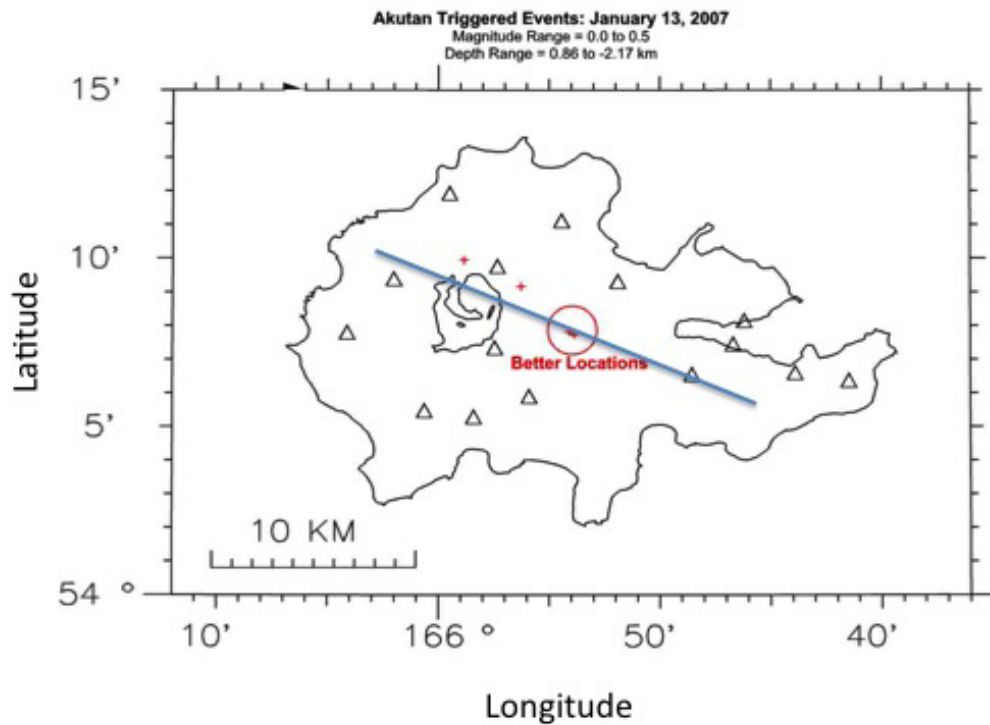 Akutan Triggered Events: January 13, 2007
Magnitude Range = 0.0 to 0.5
Depth Range = 0.86 to -2.17 km
15'
10'
Latitude
Better Locations
5'
10 KM
54 °
10'
166 °
50'
40'
Longitude